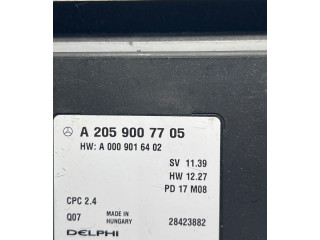 A 205 900 77 05
HW: A 000 901 64 02
SV 11.39
HW 12.27
PD 17 M08
CPC 2.4
Q07
MADE IN
HUNGARY
28423882
DELPHI